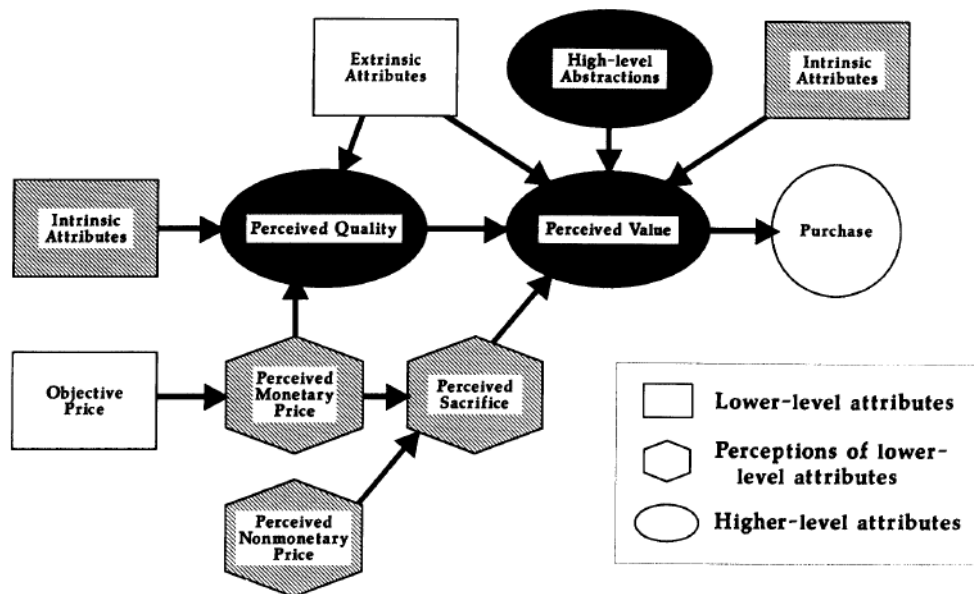 Extrinsic
Attributes
High-level
Abstractions
Intrinsic
Attributes
Intrinsic
Attributes
Perceived Quality
Perceived Value
Purchase
Objective
Price
Perceived
Monetary
Price
Perceived
Sacrifice
Perceived
Nonmonetary
Price
Lower-level attributes
Perceptions of lower-
level attributes
Higher-level attributes